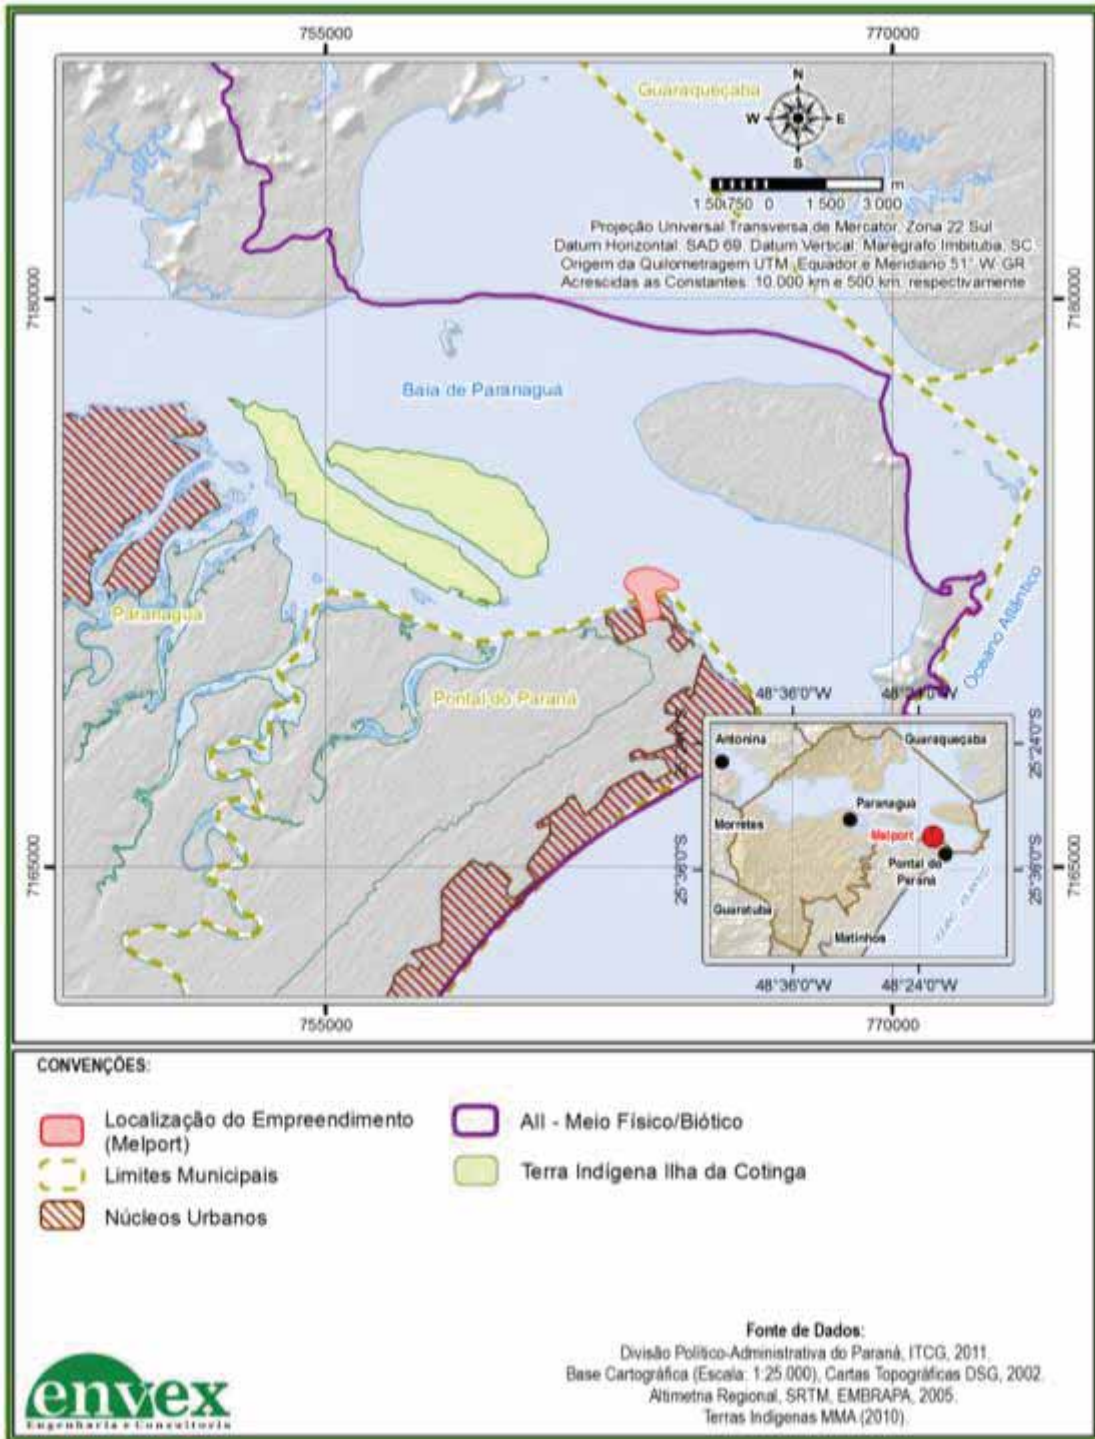 755000
770000
Guaraqueçaba
N
W
E
S
0
1 500
3 000
m
Projeção Universal Transversa de Mercator, Zona 22 Sul
Datum Horizontal: SAD 69. Datum Vertical: Maregrafo Imbituba, SC
Origem da Quilometragem UTM: Equador e Meridiano 51° W. GR.
Acrescidas as Constantes: 10.000 km e 500 km, respectivamente
7180000
7180000
Baia de Paranaguá
Paranaguá
Pontal do Paraná
Oceano Atlântico
48°36'0"W
Antonina
Guaraqueçaba
Paranaguá
Morretes
Melport
Pontal do
Paraná
Guaratuba
Matinhos
25°24'0"S
25°24'0"S
25°36'0"S
25°36'0"S
48°36'0"W
48°24'0"W
7165000
7165000
755000
770000
CONVENÇÕES:
Localização do Empreendimento
(Melport)
Limites Municipais
Núcleos Urbanos
AII - Meio Físico/Biótico
Terra Indígena Ilha da Cotinga
Fonte de Dados:
Divisão Político-Administrativa do Paraná, ITCG, 2011.
Base Cartográfica (Escala: 1:25.000), Cartas Topográficas DSG, 2002.
Altimetria Regional, SRTM, EMBRAPA, 2005.
Terras Indígenas MMA (2010).
envex
Engenharia e Consultoria